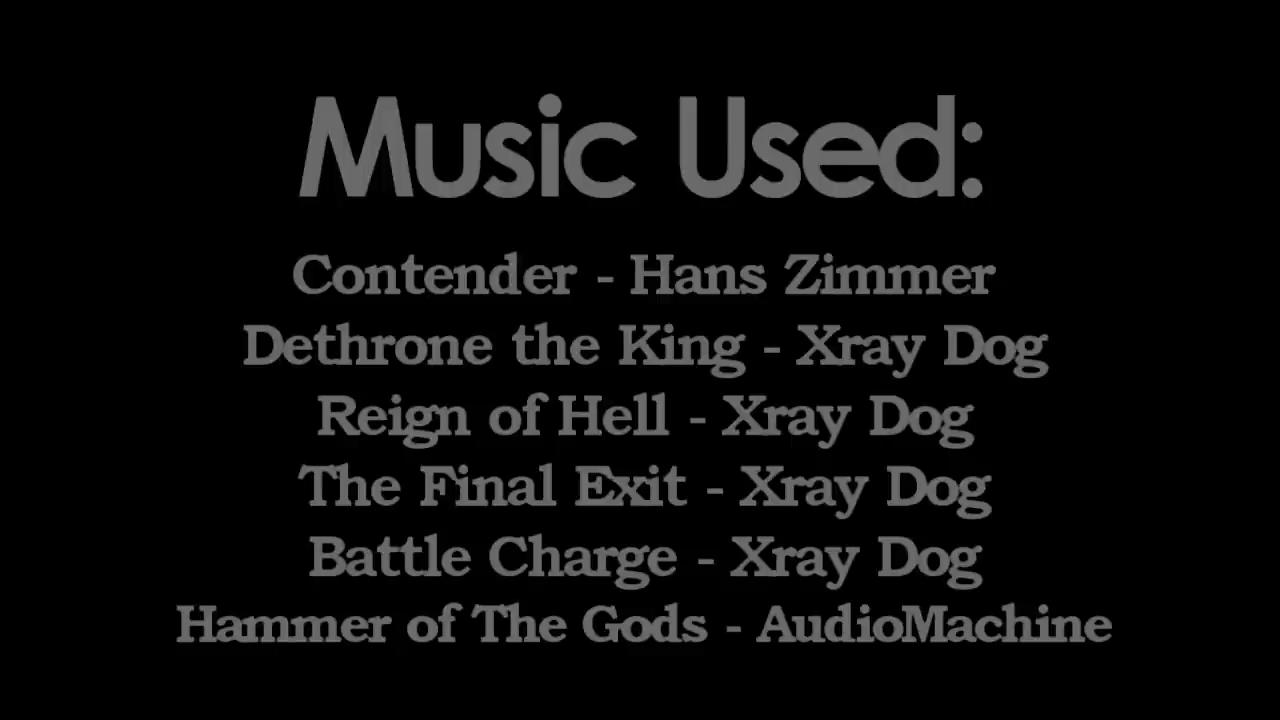 Music Used:
Contender - Hans Zimmer
Dethrone the King - Xray Dog
Reign of Hell - Xray Dog
The Final Exit - Xray Dog
Battle Charge - Xray Dog
Hammer of The Gods - AudioMachine